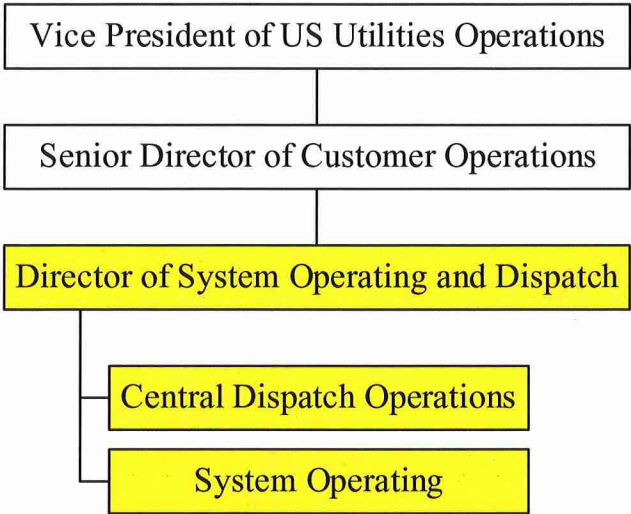 Vice President of US Utilities Operations
Senior Director of Customer Operations
Director of System Operating and Dispatch
Central Dispatch Operations
System Operating